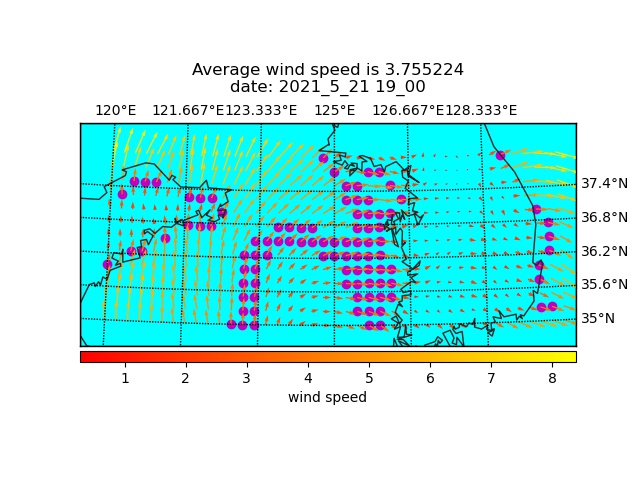 Average wind speed is 3.755224
date: 2021_5_21 19_00
120°E 121.667°E 123.333°E 125°E 126.667°E 128.333°E
37.4°N
36.8°N
36.2°N
35.6°N
35°N
1 2 3 4 5 6 7 8
wind speed